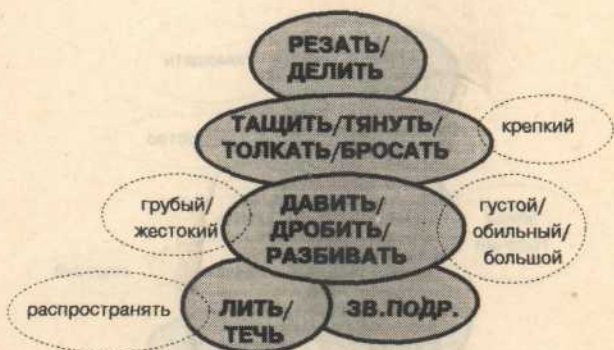 РЕЗАТЬ/
ДЕЛИТЬ
ТАЩИТЬ/ТЯНУТЬ/
ТОЛКАТЬ/БРОСАТЬ
крепкий
грубый/
жестокий
ДАВИТЬ/
ДРОБИТЬ/
РАЗБИВАТЬ
густой/
обильный/
большой
распространять
ЛИТЬ/
ТЕЧЬ
ЗВ.ПОДР.